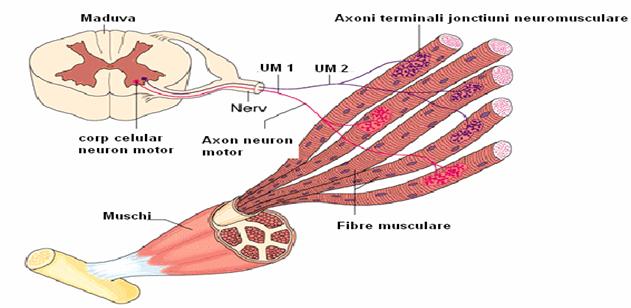 Maduva
Axoni terminali jonctiuni neuromusculare
UM 1
UM 2
Nerv
corp celular
neuron motor
Axon neuron
motor
Muschi
Fibre musculare